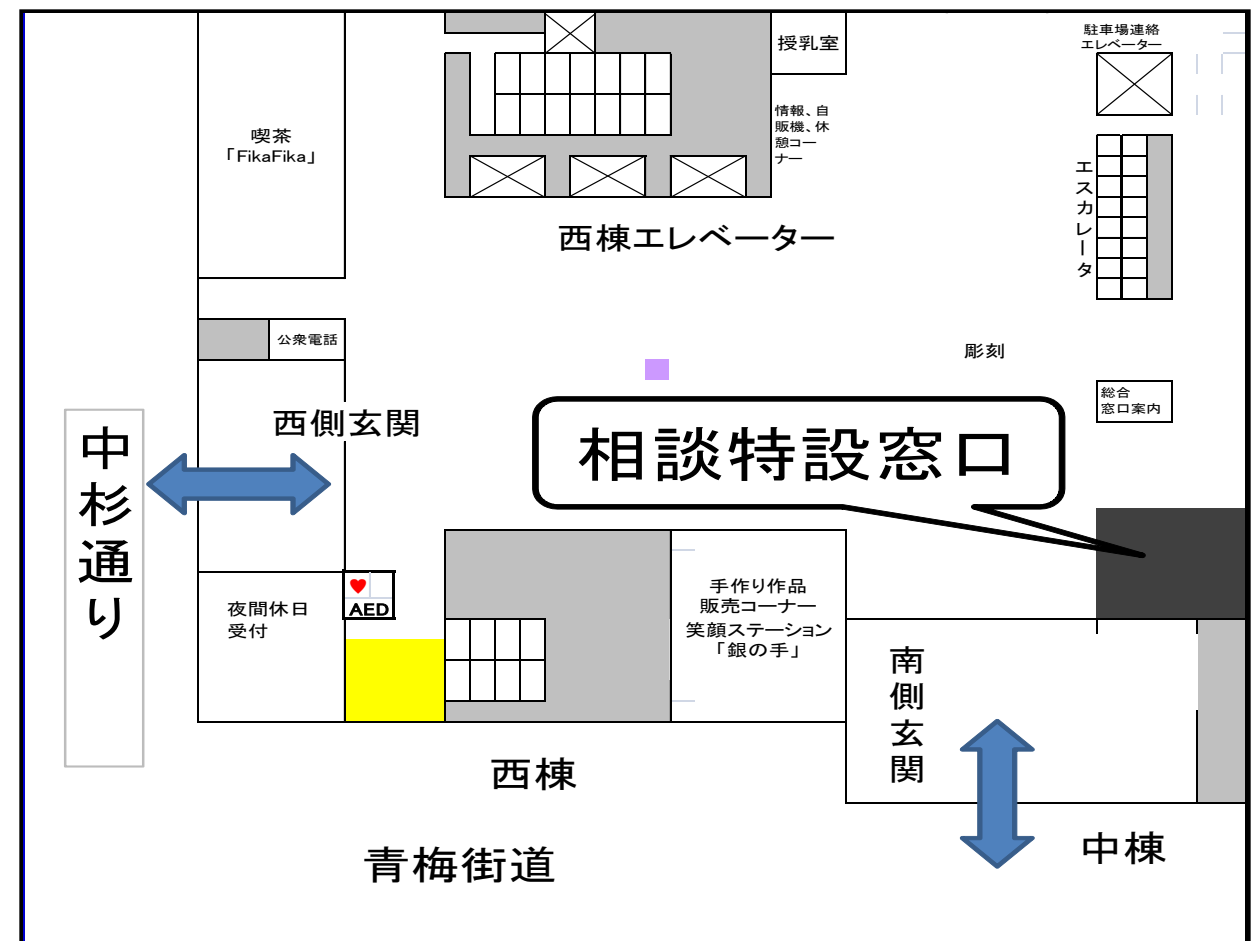 授乳室
駐車場連絡
エレベーター
情報、自
販機、休
憩コー
ナー
喫茶
「FikaFika」
エスカレータ
西棟エレベーター
公衆電話
彫刻
総合
窓口案内
西側玄関
相談特設窓口
中杉通り
夜間休日
受付
AED
手作り作品
販売コーナー
笑顔ステーション
「銀の手」
南側玄関
西棟
中棟
青梅街道